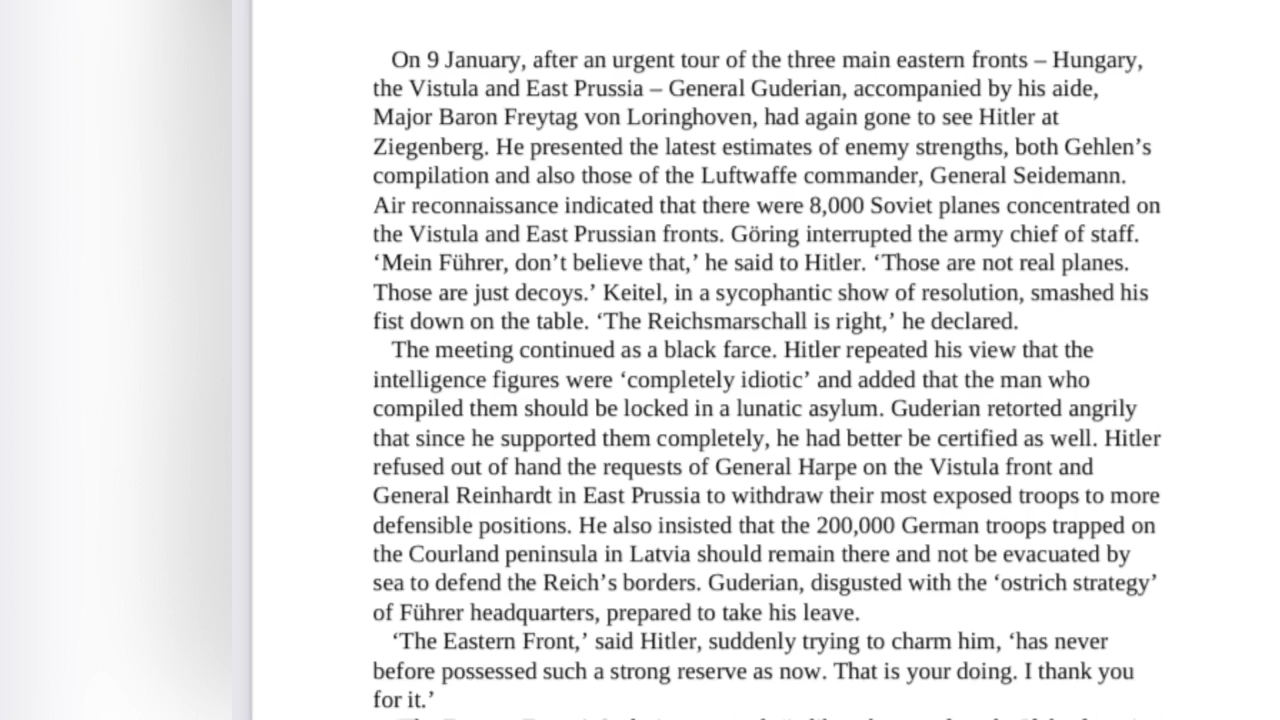 On 9 January, after an urgent tour of the three main eastern fronts – Hungary,
the Vistula and East Prussia – General Guderian, accompanied by his aide,
Major Baron Freytag von Loringhoven, had again gone to see Hitler at
Ziegenberg. He presented the latest estimates of enemy strengths, both Gehlen’s
compilation and also those of the Luftwaffe commander, General Seidemann.
Air reconnaissance indicated that there were 8,000 Soviet planes concentrated on
the Vistula and East Prussian fronts. Göring interrupted the army chief of staff.
‘Mein Führer, don’t believe that,’ he said to Hitler. ‘Those are not real planes.
Those are just decoys.’ Keitel, in a sycophantic show of resolution, smashed his
fist down on the table. ‘The Reichsmarschall is right,’ he declared.
The meeting continued as a black farce. Hitler repeated his view that the
intelligence figures were ‘completely idiotic’ and added that the man who
compiled them should be locked in a lunatic asylum. Guderian retorted angrily
that since he supported them completely, he had better be certified as well. Hitler
refused out of hand the requests of General Harpe on the Vistula front and
General Reinhardt in East Prussia to withdraw their most exposed troops to more
defensible positions. He also insisted that the 200,000 German troops trapped on
the Courland peninsula in Latvia should remain there and not be evacuated by
sea to defend the Reich’s borders. Guderian, disgusted with the ‘ostrich strategy’
of Führer headquarters, prepared to take his leave.
‘The Eastern Front,’ said Hitler, suddenly trying to charm him, ‘has never
before possessed such a strong reserve as now. That is your doing. I thank you
for it.’